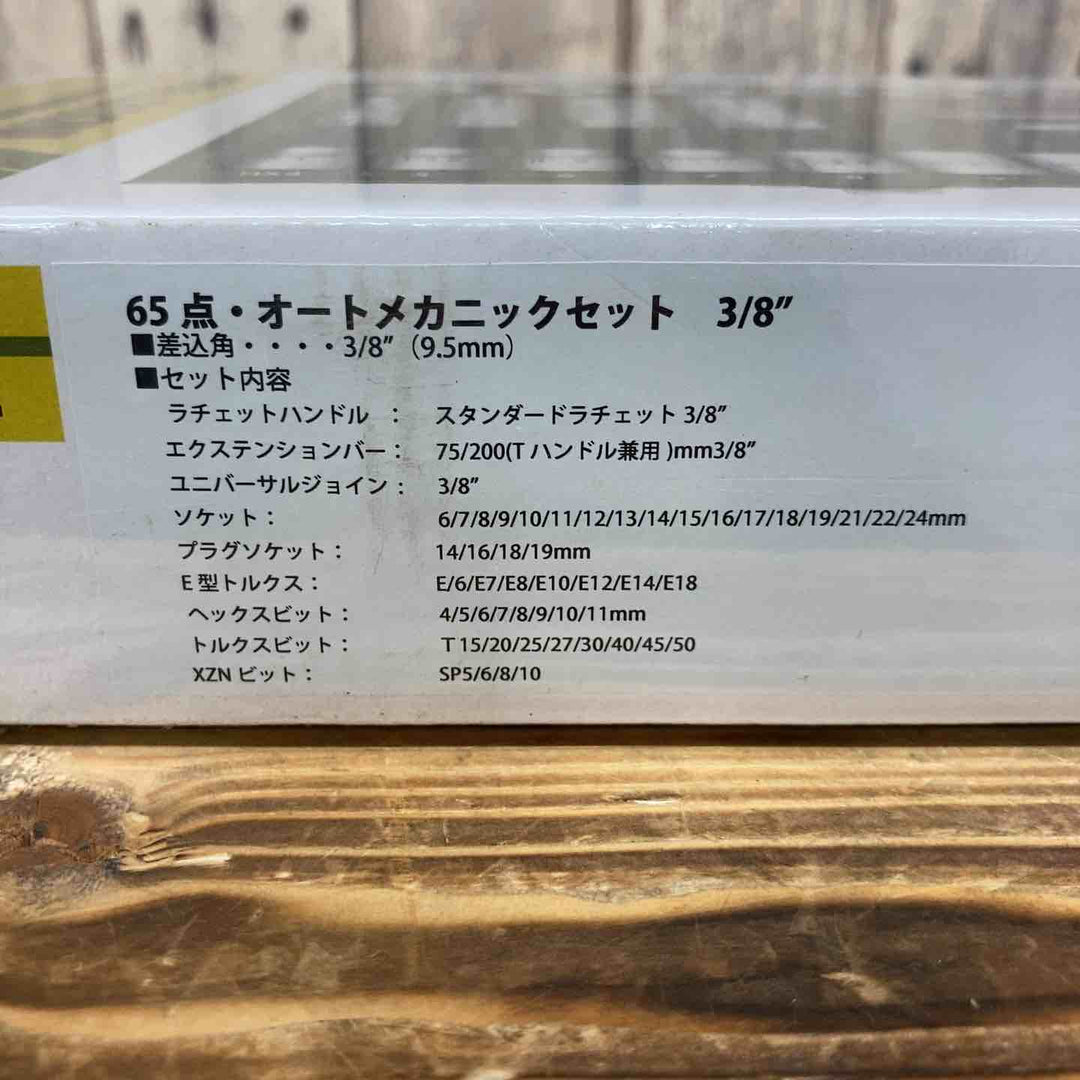 65点・オートメカニックセット 3/8”
■差込角・・・・3/8”（9.5mm）
■セット内容
ラチェットハンドル ： スタンダードラチェット 3/8”
エクステンションバー： 75/200(Tハンドル兼用)mm3/8”
ユニバーサルジョイン： 3/8”
ソケット： 6/7/8/9/10/11/12/13/14/15/16/17/18/19/21/22/24mm
プラグソケット： 14/16/18/19mm
E型トルクス： E/6/E7/E8/E10/E12/E14/E18
ヘックスビット： 4/5/6/7/8/9/10/11mm
トルクスビット： T15/20/25/27/30/40/45/50
XZNビット： SP5/6/8/10